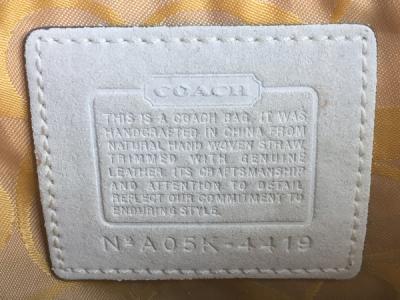 COACH
THIS IS A COACH BAG. IT WAS
HANDCRAFTED IN CHINA FROM
NATURAL HAND WOVEN STRAW,
TRIMMED WITH GENUINE
LEATHER. ITS CRAFTSMANSHIP
AND ATTENTION TO DETAIL
REFLECT OUR COMMITMENT TO
ENDURING STYLE.
Nº A05K-4419